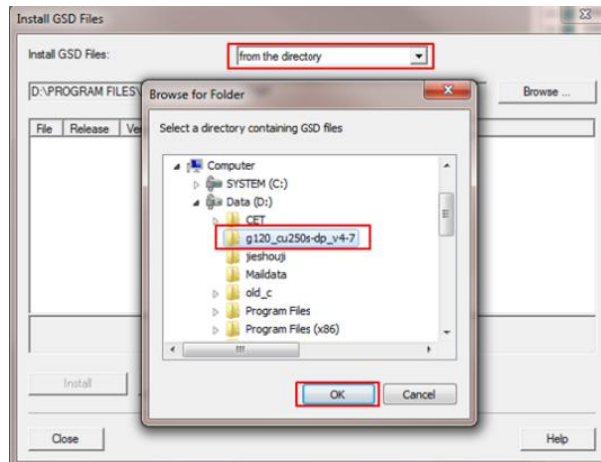 Install GSD Files
Install GSD Files:
from the directory
D:\PROGRAM FILES\
Browse ...
File Release
Browse for Folder
Select a directory containing GSD files
Computer
SYSTEM (C:)
Data (D:)
CET
g120_cu250s-dp_v4-7
jieshouji
Maildata
old_c
Program Files
Program Files (x86)
OK
Cancel
Install
Close
Help